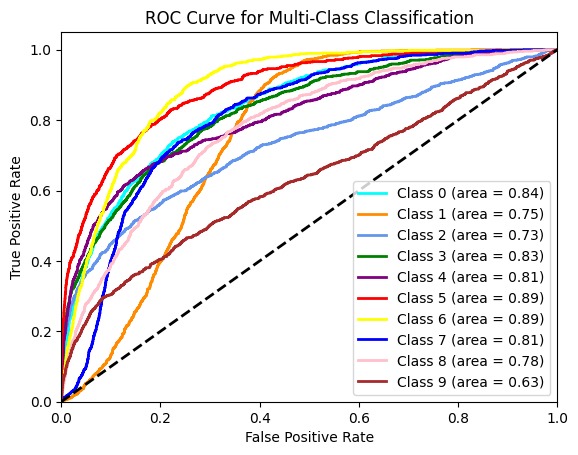 ROC Curve for Multi-Class Classification
True Positive Rate
1.0
0.8
0.6
0.4
0.2
0.0
Class 0 (area = 0.84)
Class 1 (area = 0.75)
Class 2 (area = 0.73)
Class 3 (area = 0.83)
Class 4 (area = 0.81)
Class 5 (area = 0.89)
Class 6 (area = 0.89)
Class 7 (area = 0.81)
Class 8 (area = 0.78)
Class 9 (area = 0.63)
0.0 0.2 0.4 0.6 0.8 1.0
False Positive Rate